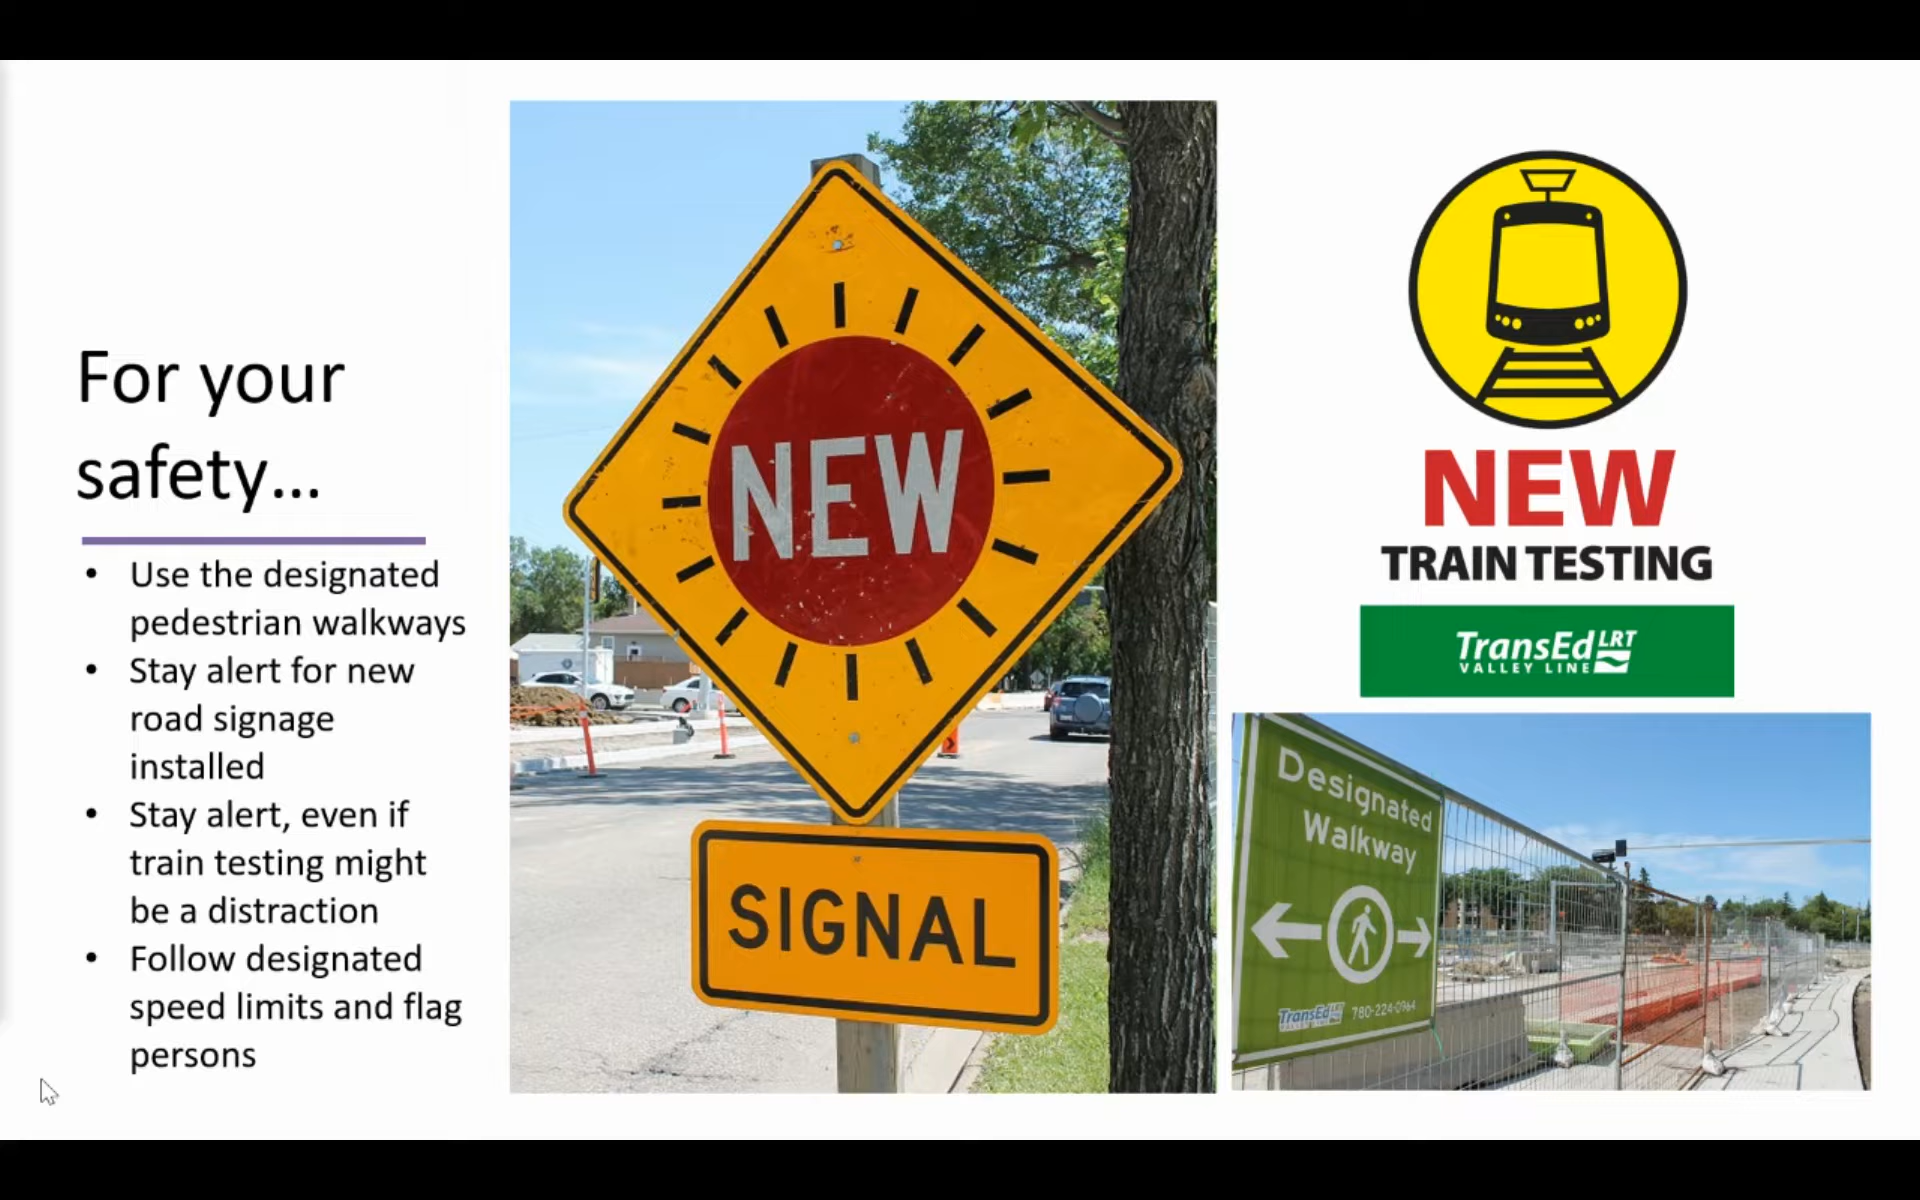 For your
safety...
• Use the designated
pedestrian walkways
• Stay alert for new
road signage
installed
• Stay alert, even if
train testing might
be a distraction
• Follow designated
speed limits and flag
persons
NEW
SIGNAL
NEW
TRAIN TESTING
TransEd LRT
VALLEY LINE
Designated
Walkway
TransEd LRT 780-224-0964
VALLEY LINE